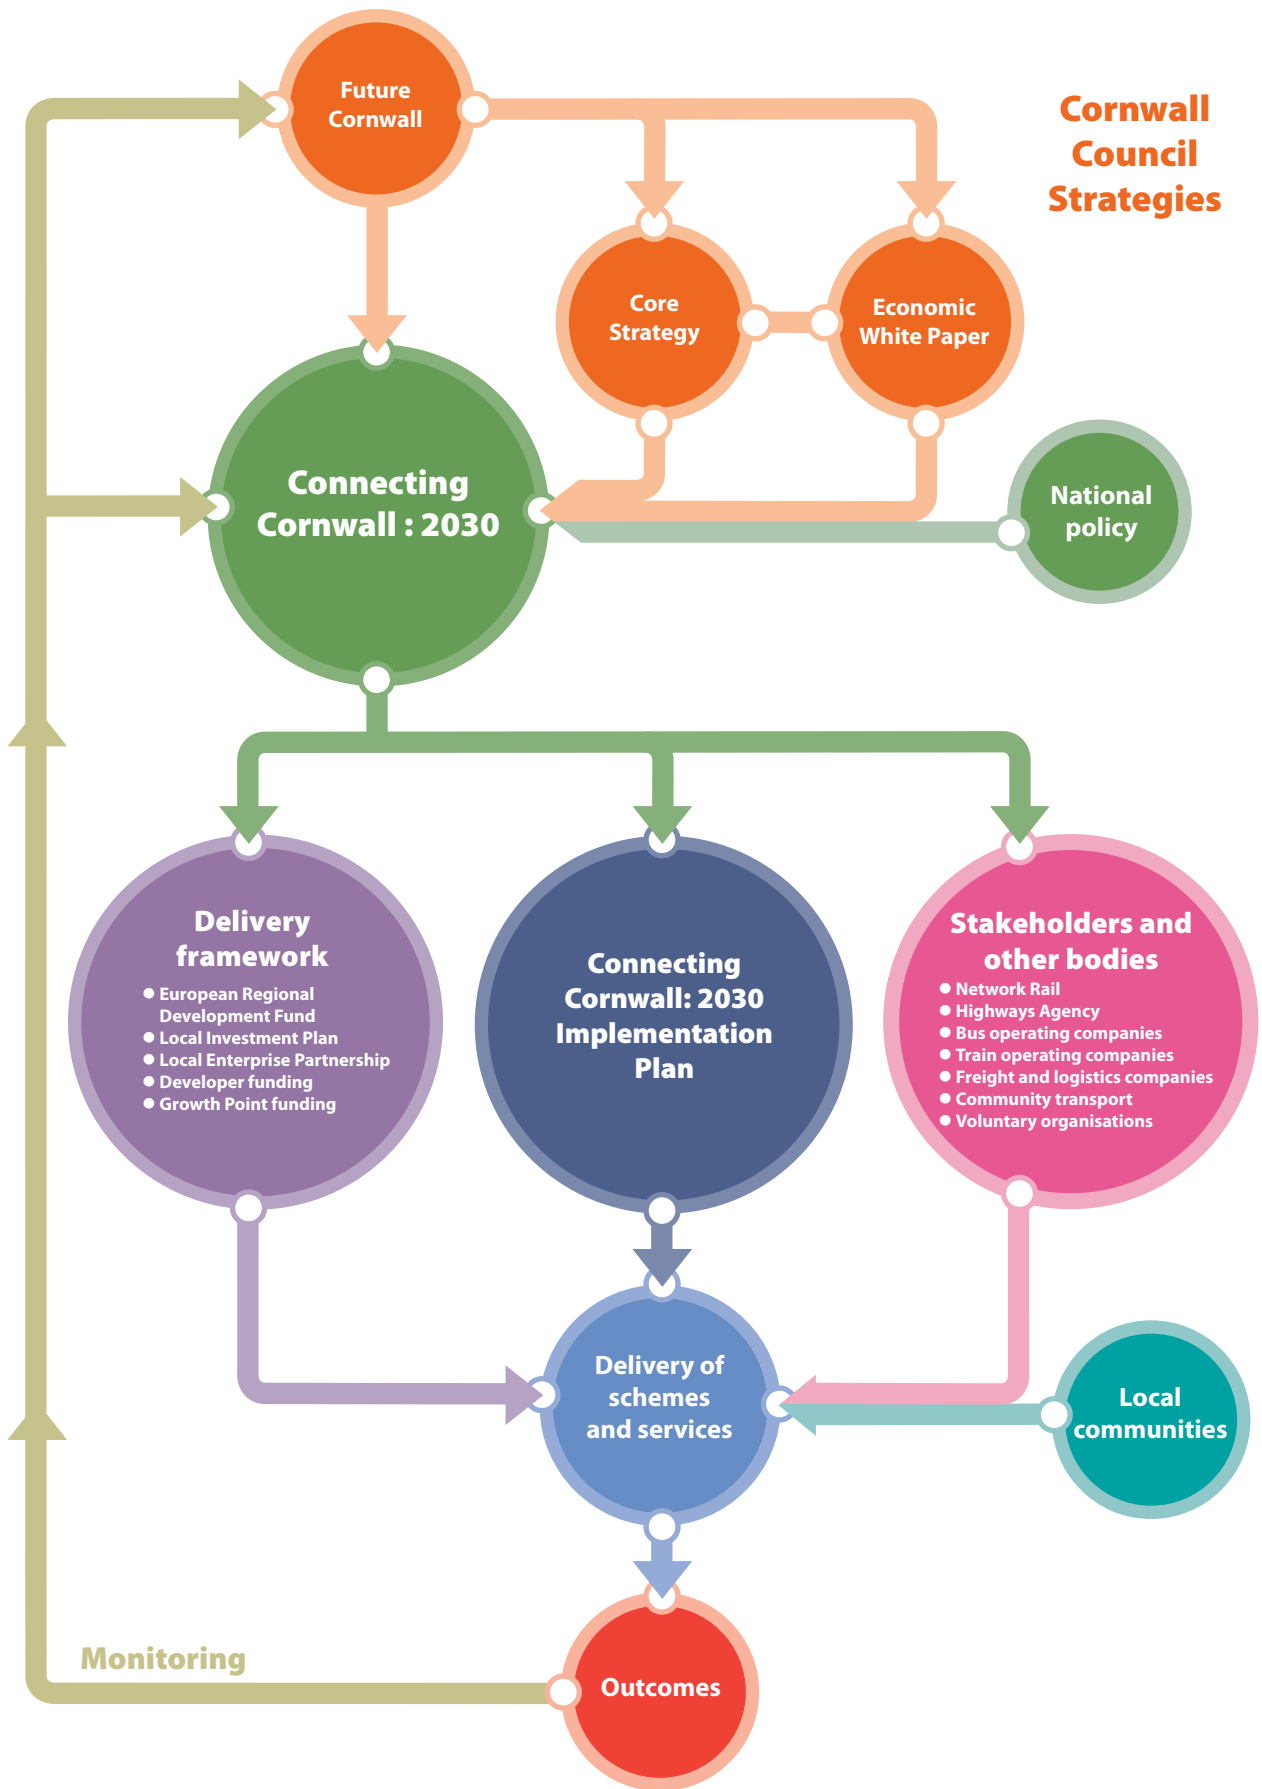 Future
Cornwall
Cornwall
Council
Strategies
Core
Strategy
Economic
White Paper
Connecting
Cornwall : 2030
National
policy
Delivery
framework
● European Regional
Development Fund
● Local Investment Plan
● Local Enterprise Partnership
● Developer funding
● Growth Point funding
Connecting
Cornwall: 2030
Implementation
Plan
Stakeholders and
other bodies
● Network Rail
● Highways Agency
● Bus operating companies
● Train operating companies
● Freight and logistics companies
● Community transport
● Voluntary organisations
Delivery of
schemes
and services
Local
communities
Monitoring
Outcomes